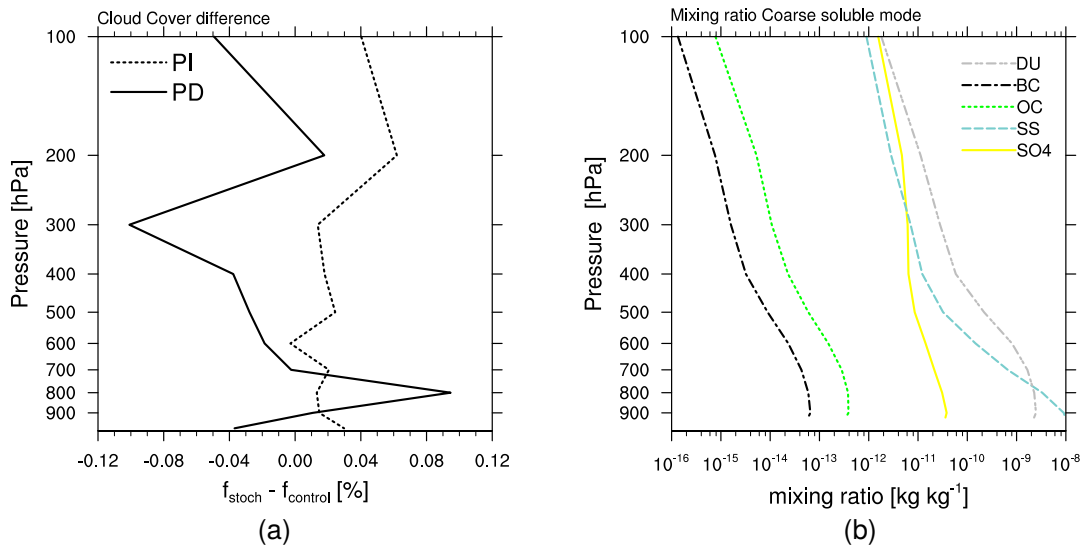 Cloud Cover difference
PI
PD
100
200
300
400
500
600
700
800
900
Pressure [hPa]
-0.12 -0.08 -0.04 0.00 0.04 0.08 0.12
f_stoch - f_control [%]
(a)
Mixing ratio Coarse soluble mode
DU
BC
OC
SS
SO4
100
200
300
400
500
600
700
800
900
Pressure [hPa]
10⁻¹⁶ 10⁻¹⁵ 10⁻¹⁴ 10⁻¹³ 10⁻¹² 10⁻¹¹ 10⁻¹⁰ 10⁻⁹ 10⁻⁸
mixing ratio [kg kg⁻¹]
(b)